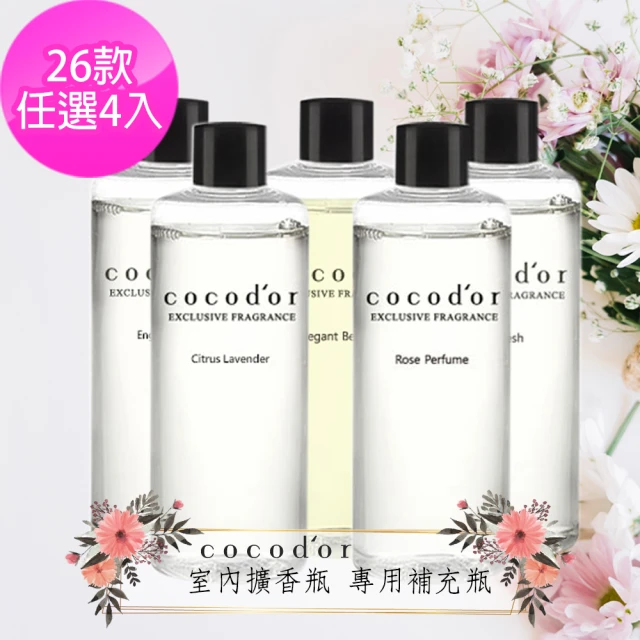 26款
任選4入
cocod'or
EXCLUSIVE FRAGRANCE
Citrus Lavender
cocod'or
EXCLUSIVE FRAGRANCE
Rose Perfume
cocod'or
室內擴香瓶 專用補充瓶